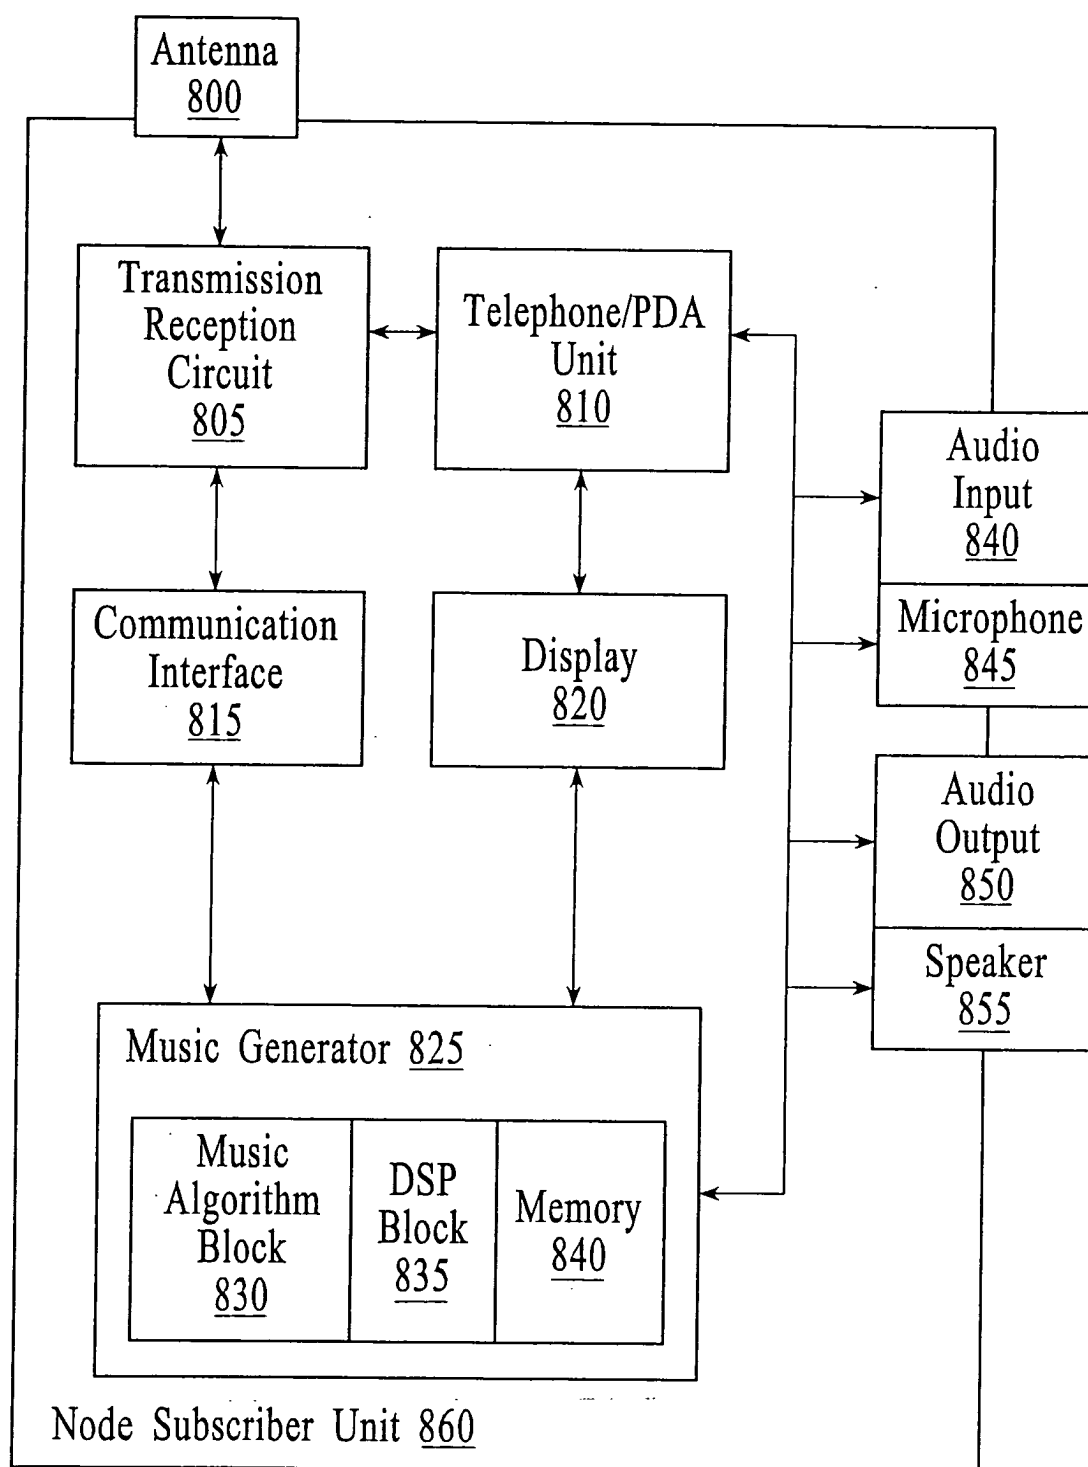 Antenna
800
Transmission
Reception
Circuit
805
Telephone/PDA
Unit
810
Audio
Input
840
Microphone
845
Communication
Interface
815
Display
820
Audio
Output
850
Speaker
855
Music Generator 825
Music
Algorithm
Block
830
DSP
Block
835
Memory
840
Node Subscriber Unit 860